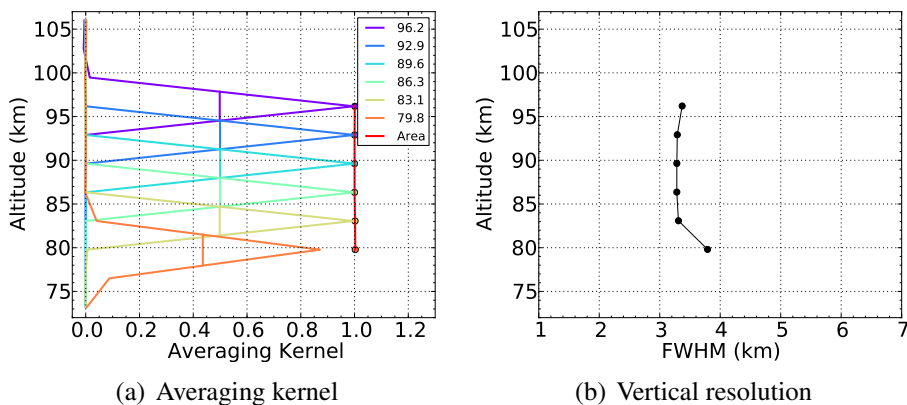 105
100
95
90
85
80
75
Altitude (km)
0.0 0.2 0.4 0.6 0.8 1.0 1.2
Averaging Kernel
96.2
92.9
89.6
86.3
83.1
79.8
Area
(a) Averaging kernel
105
100
95
90
85
80
75
Altitude (km)
1 2 3 4 5 6 7
FWHM (km)
(b) Vertical resolution